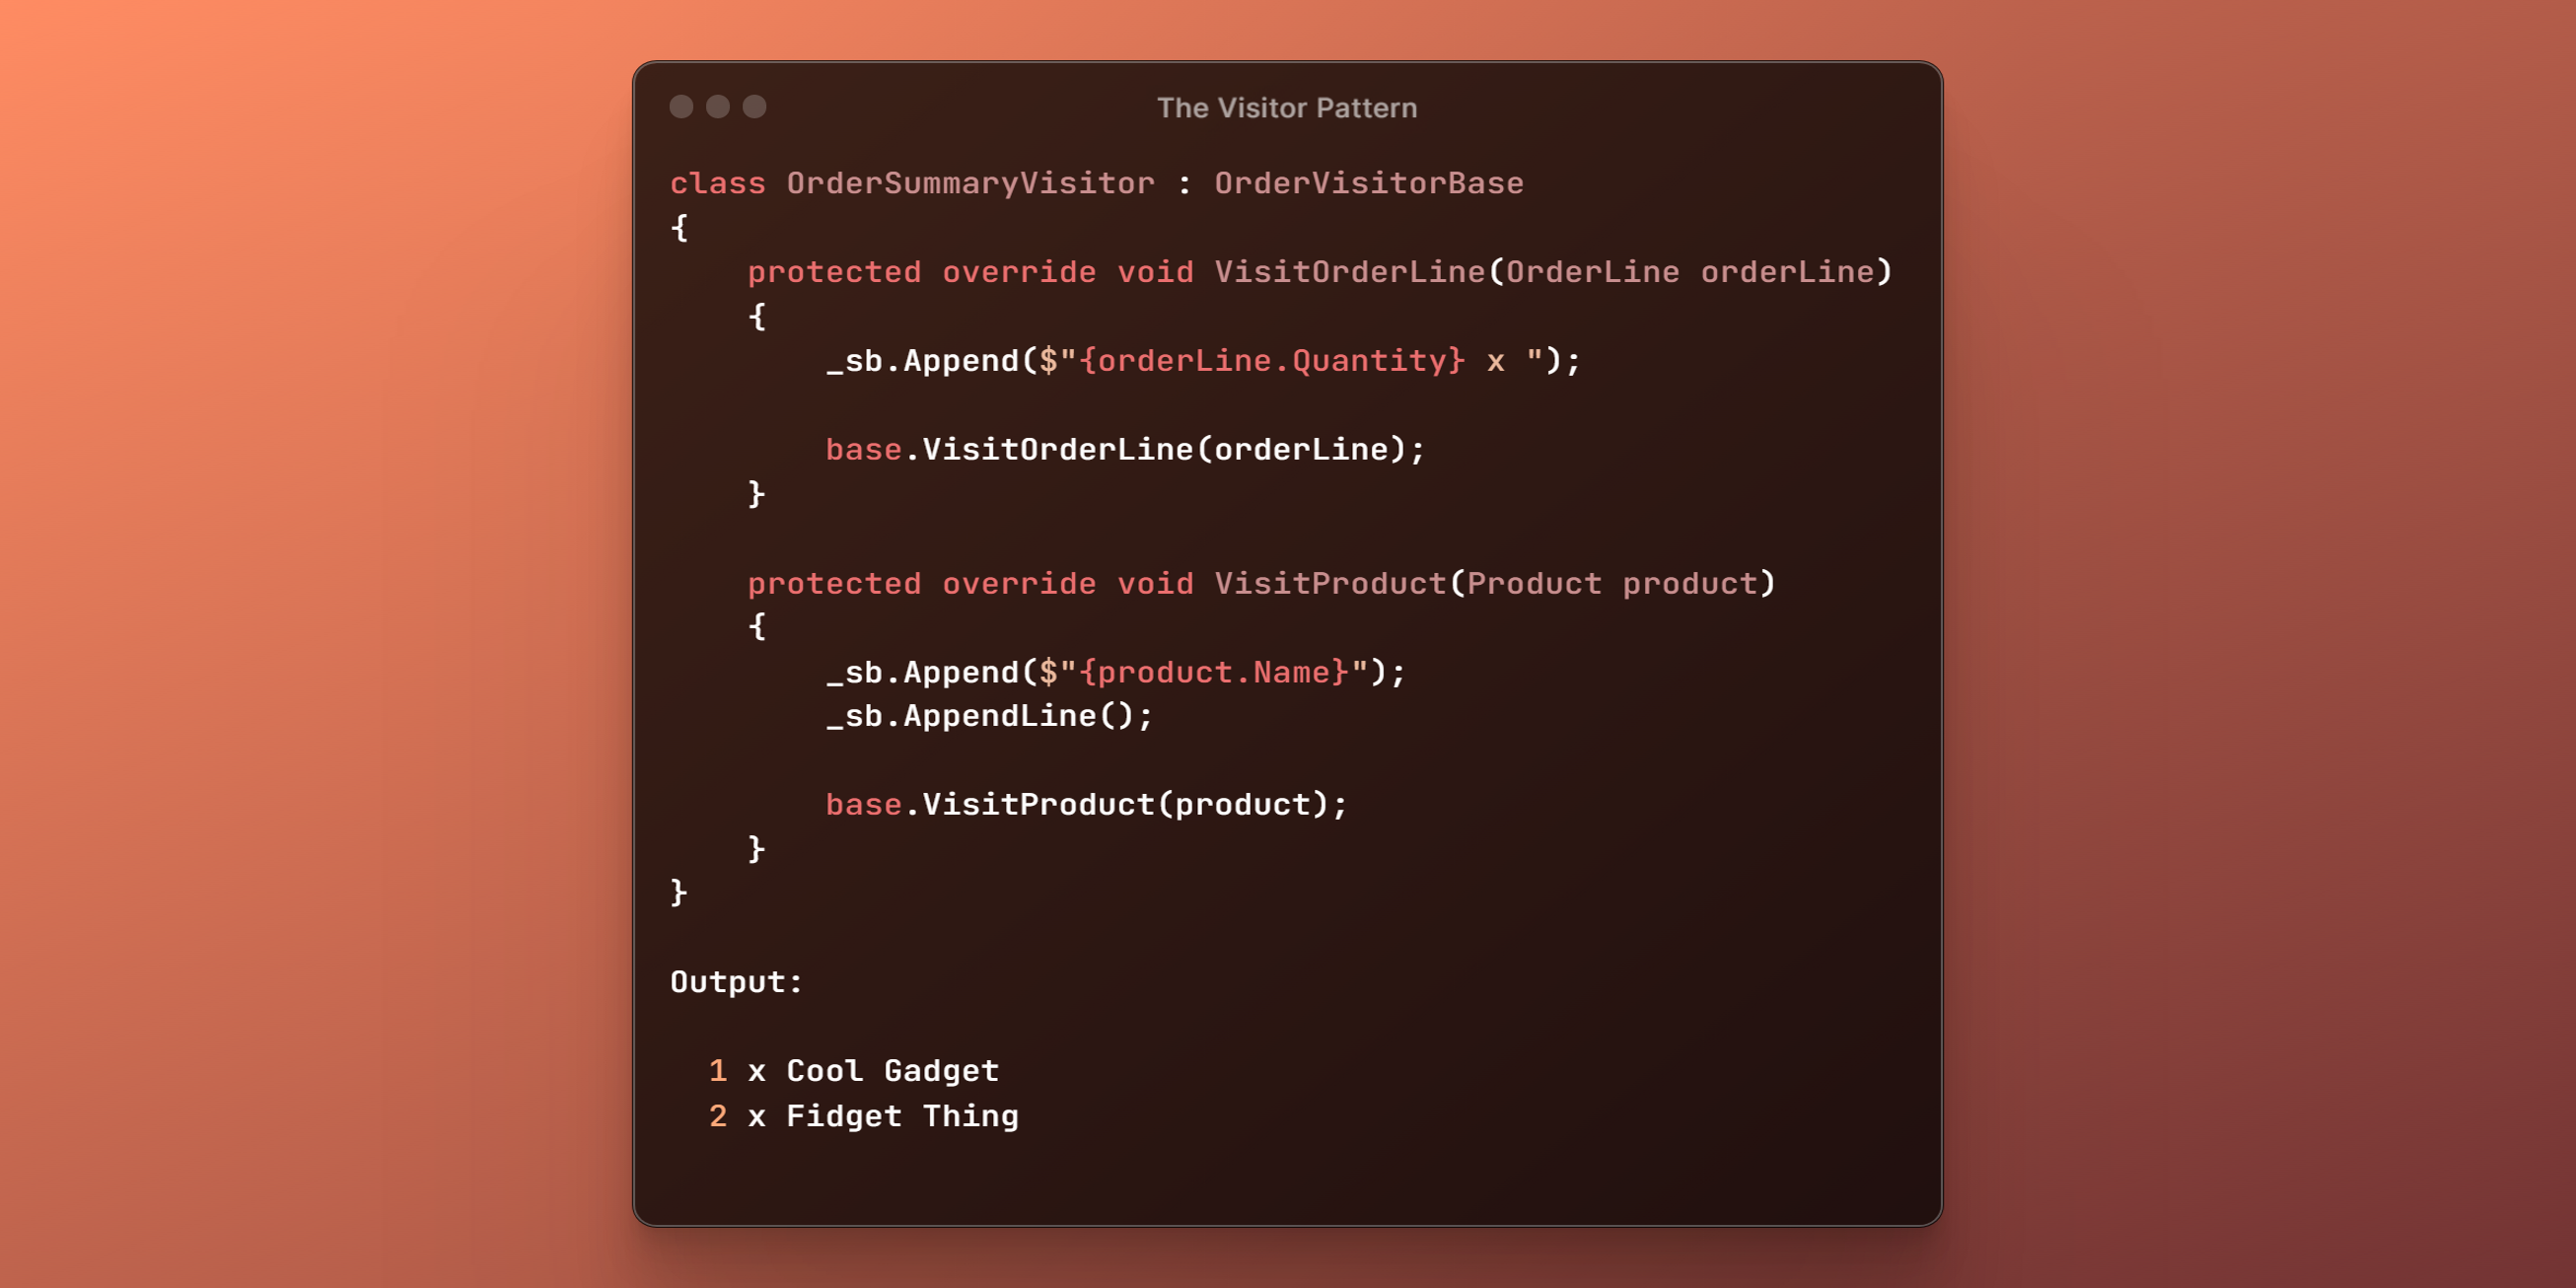 The Visitor Pattern
class OrderSummaryVisitor : OrderVisitorBase
{
    protected override void VisitOrderLine(OrderLine orderLine)
    {
        _sb.Append($"{orderLine.Quantity} x ");

        base.VisitOrderLine(orderLine);
    }

    protected override void VisitProduct(Product product)
    {
        _sb.Append($"{product.Name}");
        _sb.AppendLine();

        base.VisitProduct(product);
    }
}

Output:

  1 x Cool Gadget
  2 x Fidget Thing